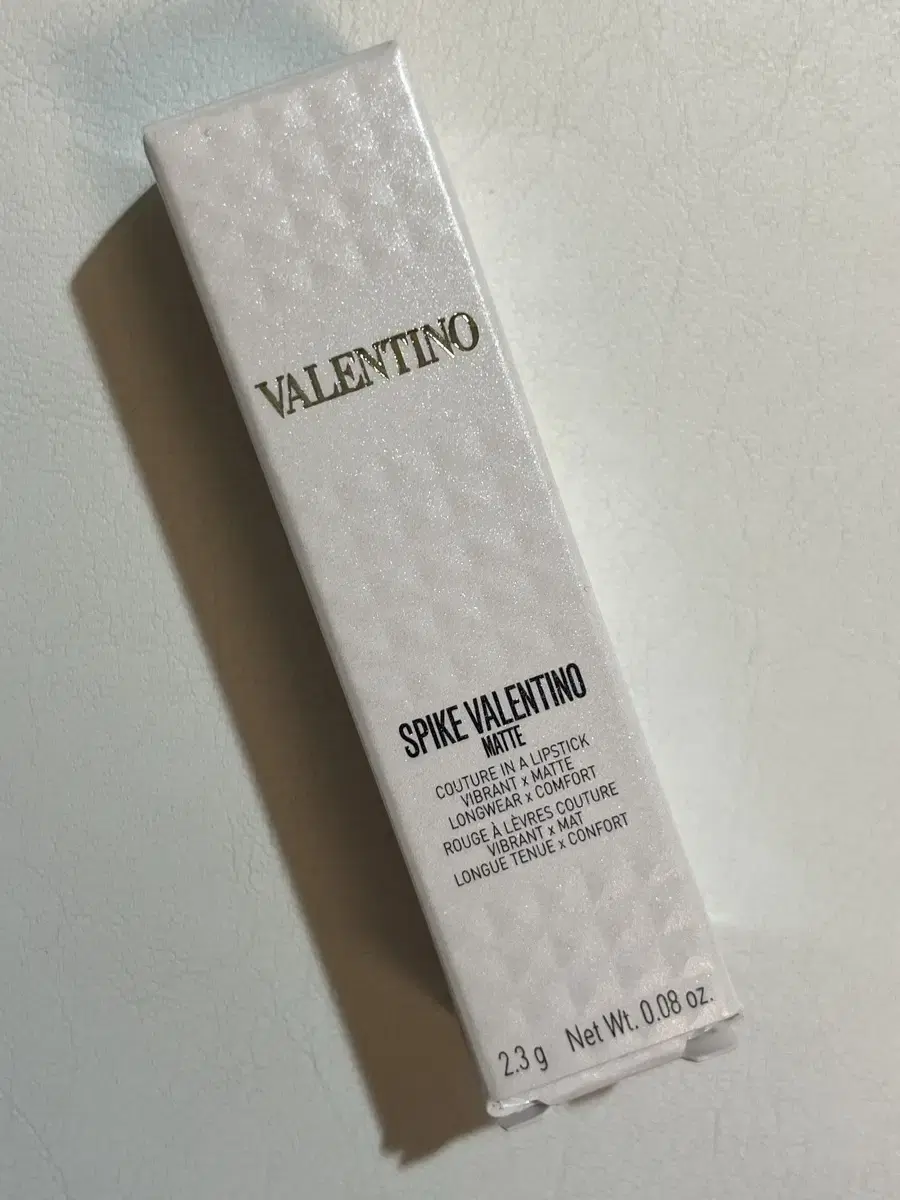 VALENTINO
SPIKE VALENTINO
MATTE
COUTURE IN A LIPSTICK
VIBRANT x MATTE
LONGWEAR x COMFORT
ROUGE À LÈVRES COUTURE
VIBRANT x MAT
LONGUE TENUE x CONFORT
2.3 g Net Wt. 0.08 oz.